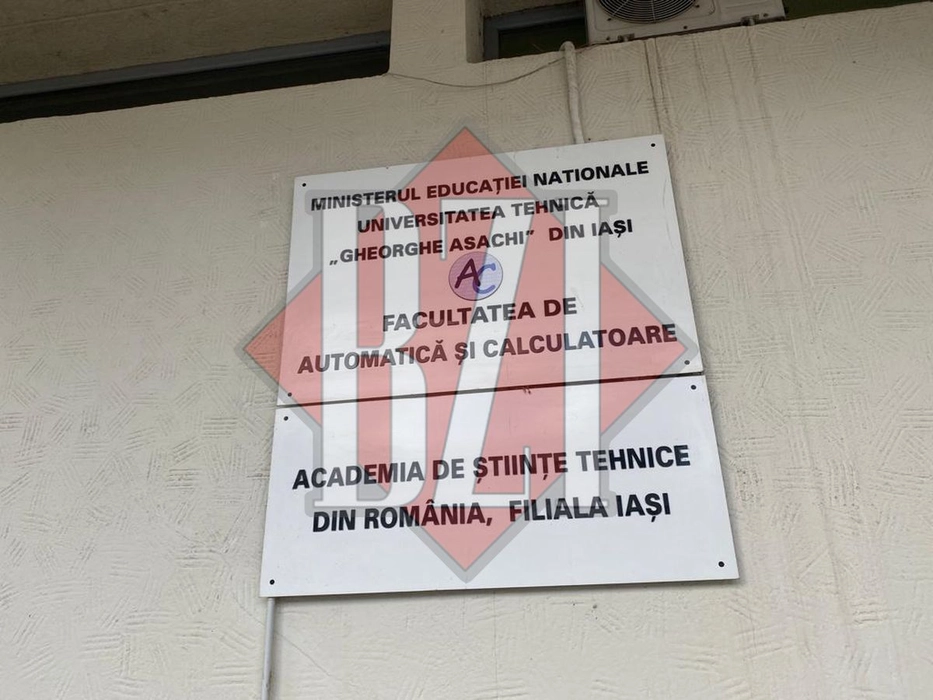 MINISTERUL EDUCAȚIEI NATIONALE
UNIVERSITATEA TEHNICĂ
„GHEORGHE ASACHI” DIN IAȘI
AC
FACULTATEA DE
AUTOMATICĂ ȘI CALCULATOARE
ACADEMIA DE ȘTIINȚE TEHNICE
DIN ROMÂNIA, FILIALA IAȘI
BZI